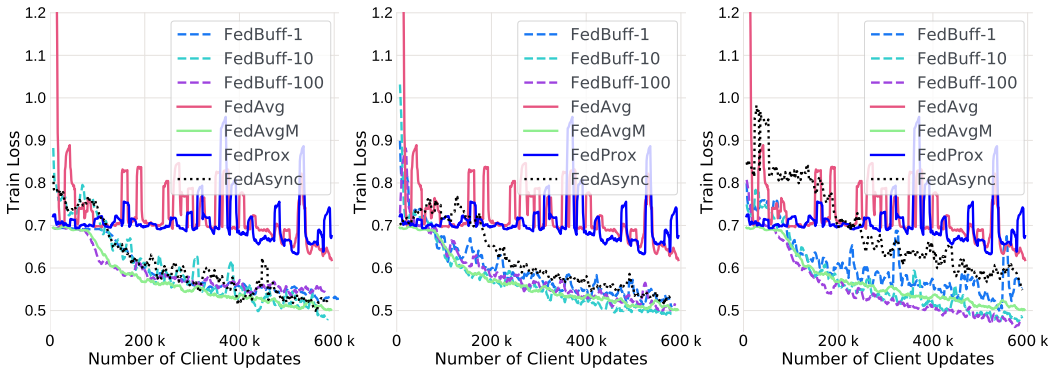 Train Loss
1.2
1.1
1.0
0.9
0.8
0.7
0.6
0.5
0
200 k
400 k
600 k
Number of Client Updates
FedBuff-1
FedBuff-10
FedBuff-100
FedAvg
FedAvgM
FedProx
FedAsync
Train Loss
1.2
1.1
1.0
0.9
0.8
0.7
0.6
0.5
0
200 k
400 k
600 k
Number of Client Updates
FedBuff-1
FedBuff-10
FedBuff-100
FedAvg
FedAvgM
FedProx
FedAsync
Train Loss
1.2
1.1
1.0
0.9
0.8
0.7
0.6
0.5
0
200 k
400 k
600 k
Number of Client Updates
FedBuff-1
FedBuff-10
FedBuff-100
FedAvg
FedAvgM
FedProx
FedAsync